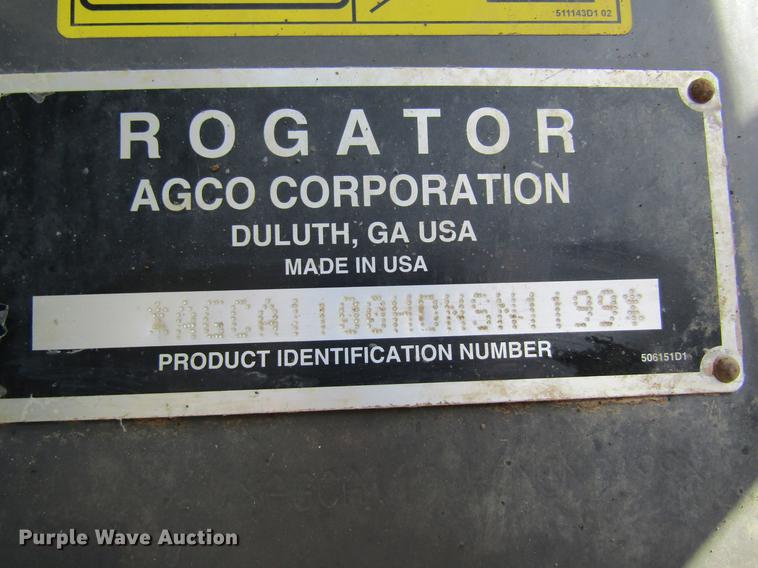 511143D1 02
ROGATOR
AGCO CORPORATION
DULUTH, GA USA
MADE IN USA
*AGCA1100HDNSN1199*
PRODUCT IDENTIFICATION NUMBER
506151D1
Purple Wave Auction